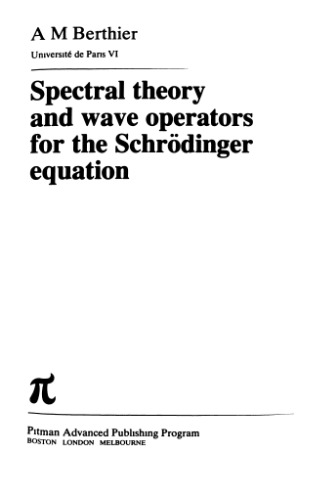 A M Berthier
Université de Paris VI
Spectral theory
and wave operators
for the Schrödinger
equation
π
Pitman Advanced Publishing Program
BOSTON LONDON MELBOURNE